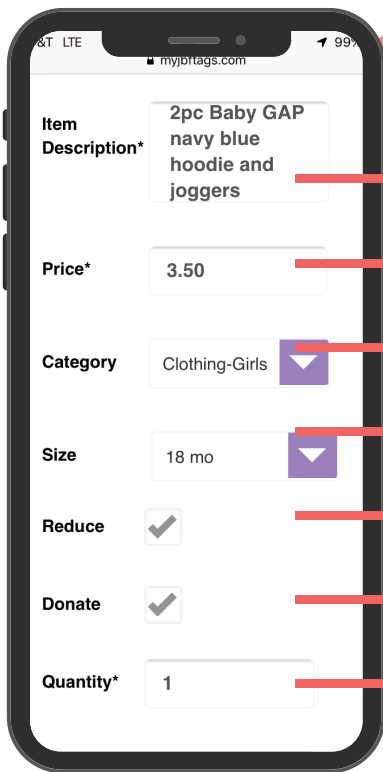 &T LTE 99%
myjbftags.com
Item
Description*
2pc Baby GAP
navy blue
hoodie and
joggers
Price*
3.50
Category
Clothing-Girls
Size
18 mo
Reduce
Donate
Quantity*
1